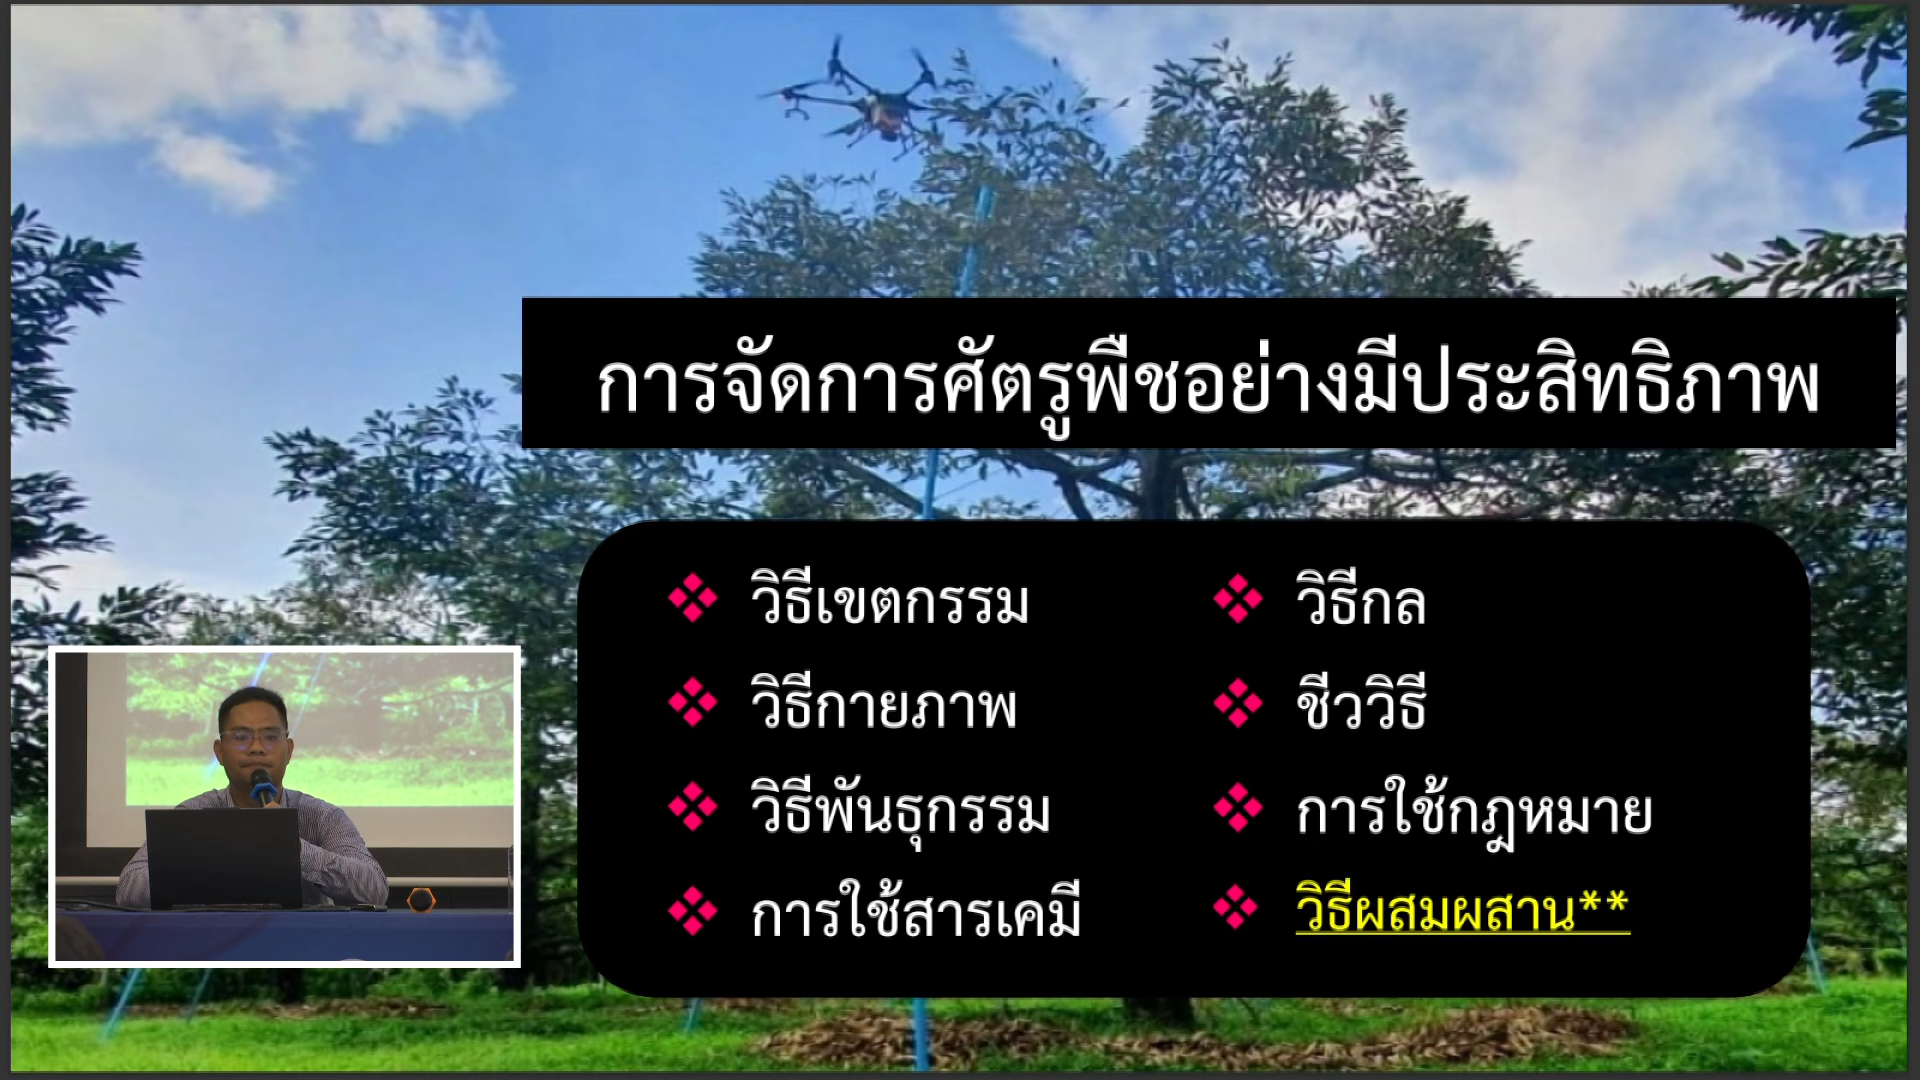 การจัดการศัตรูพืชอย่างมีประสิทธิภาพ
❖ วิธีเขตกรรม
❖ วิธีกายภาพ
❖ วิธีพันธุกรรม
❖ การใช้สารเคมี
❖ วิธีกล
❖ ชีววิธี
❖ การใช้กฎหมาย
❖ วิธีผสมผสาน**